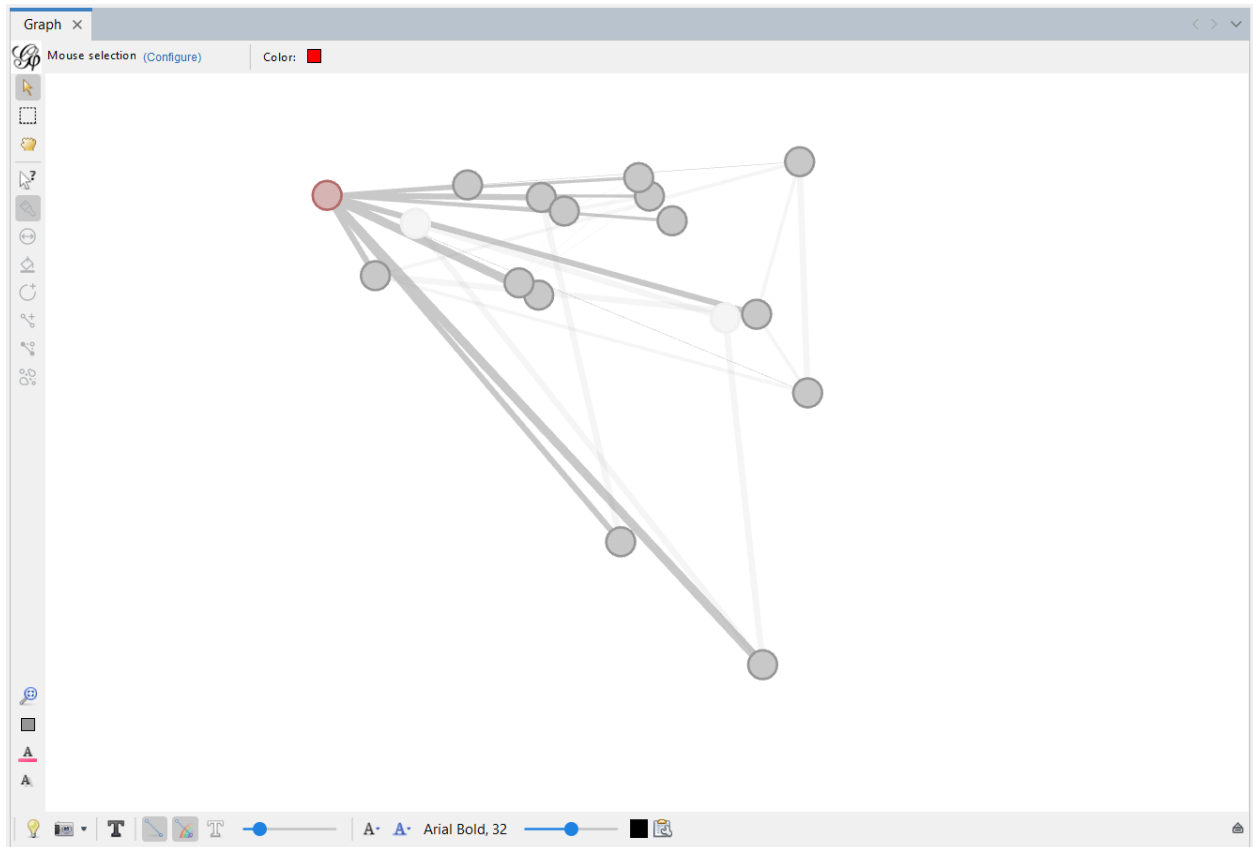 Graph
Mouse selection (Configure) Color:
?
A
A
T T A- A- Arial Bold, 32